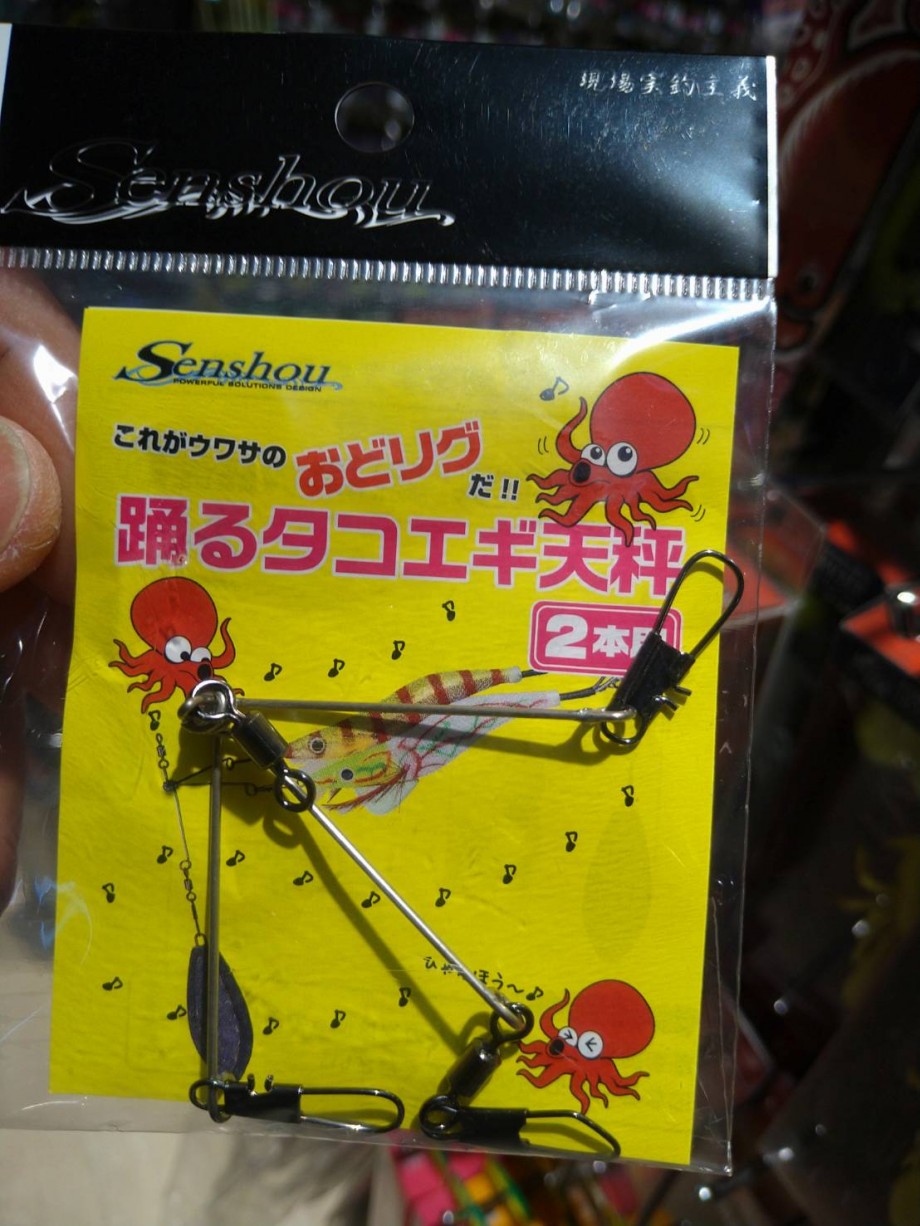 現場実釣主義
Senshou
Senshou
POWERFUL SOLUTIONS DESIGN
これがウワサの おどリグ だ!!
踊るタコエギ天秤
2本用